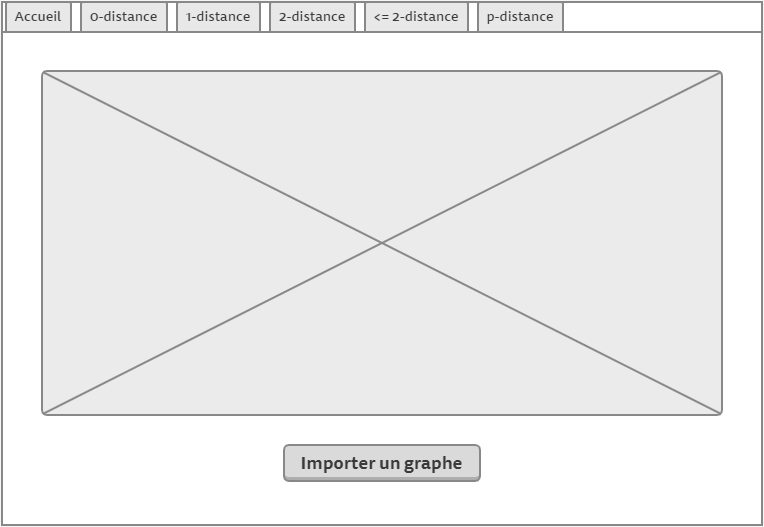 Accueil 0-distance 1-distance 2-distance <= 2-distance p-distance
Importer un graphe